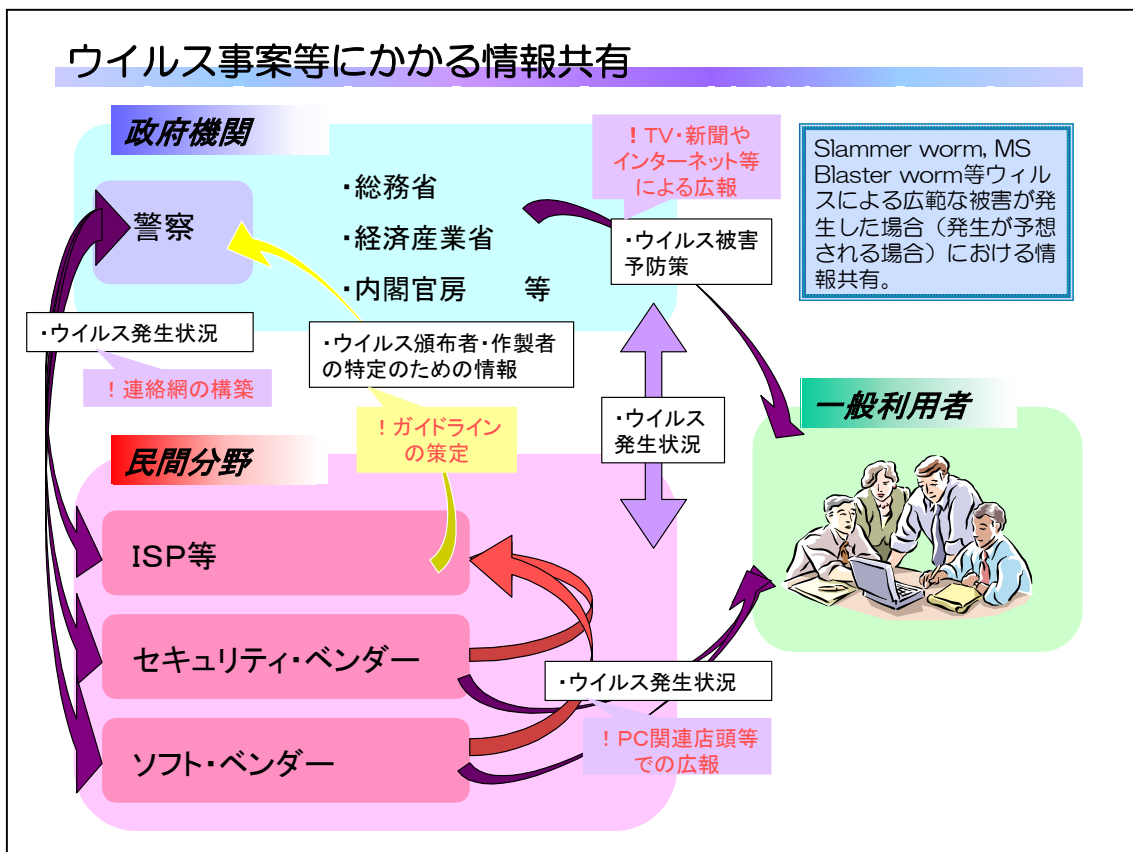 ウイルス事案等にかかる情報共有
政府機関
警察
・総務省
・経済産業省
・内閣官房　　等
！TV・新聞や
インターネット等
による広報
・ウイルス被害
予防策
Slammer worm, MS
Blaster worm等ウィル
スによる広範な被害が発
生した場合（発生が予想
される場合）における情
報共有。
・ウイルス発生状況
！連絡網の構築
・ウイルス頒布者・作製者
の特定のための情報
！ガイドライン
の策定
・ウイルス
発生状況
一般利用者
民間分野
ISP等
セキュリティ・ベンダー
ソフト・ベンダー
・ウイルス発生状況
！PC関連店頭等
での広報